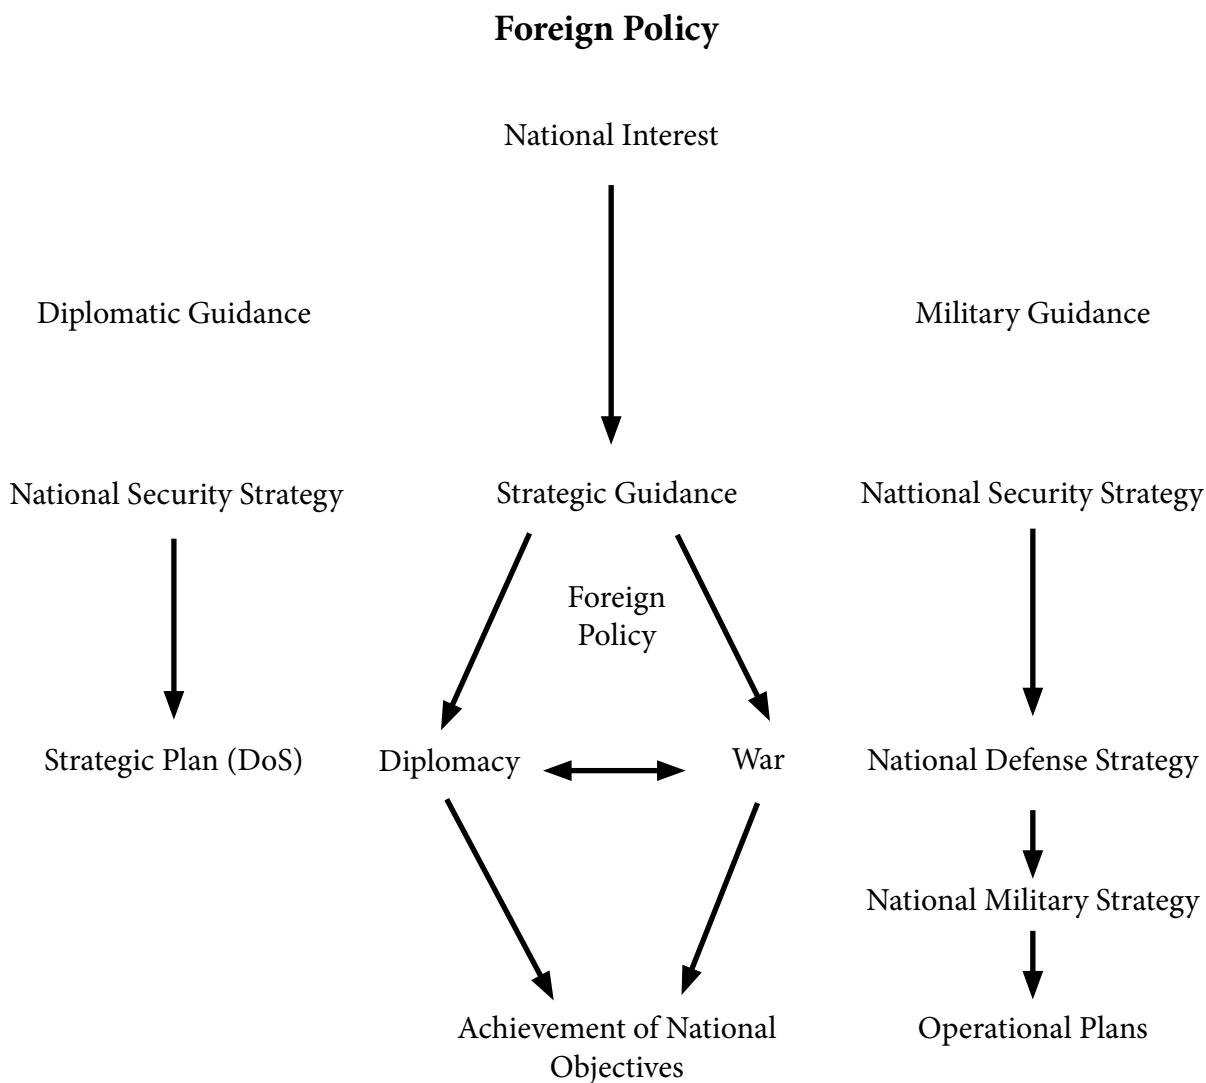 Foreign Policy
National Interest
Diplomatic Guidance
Military Guidance
National Security Strategy
Strategic Guidance
Nattional Security Strategy
Foreign
Policy
Strategic Plan (DoS)
Diplomacy
War
National Defense Strategy
National Military Strategy
Achievement of National
Objectives
Operational Plans